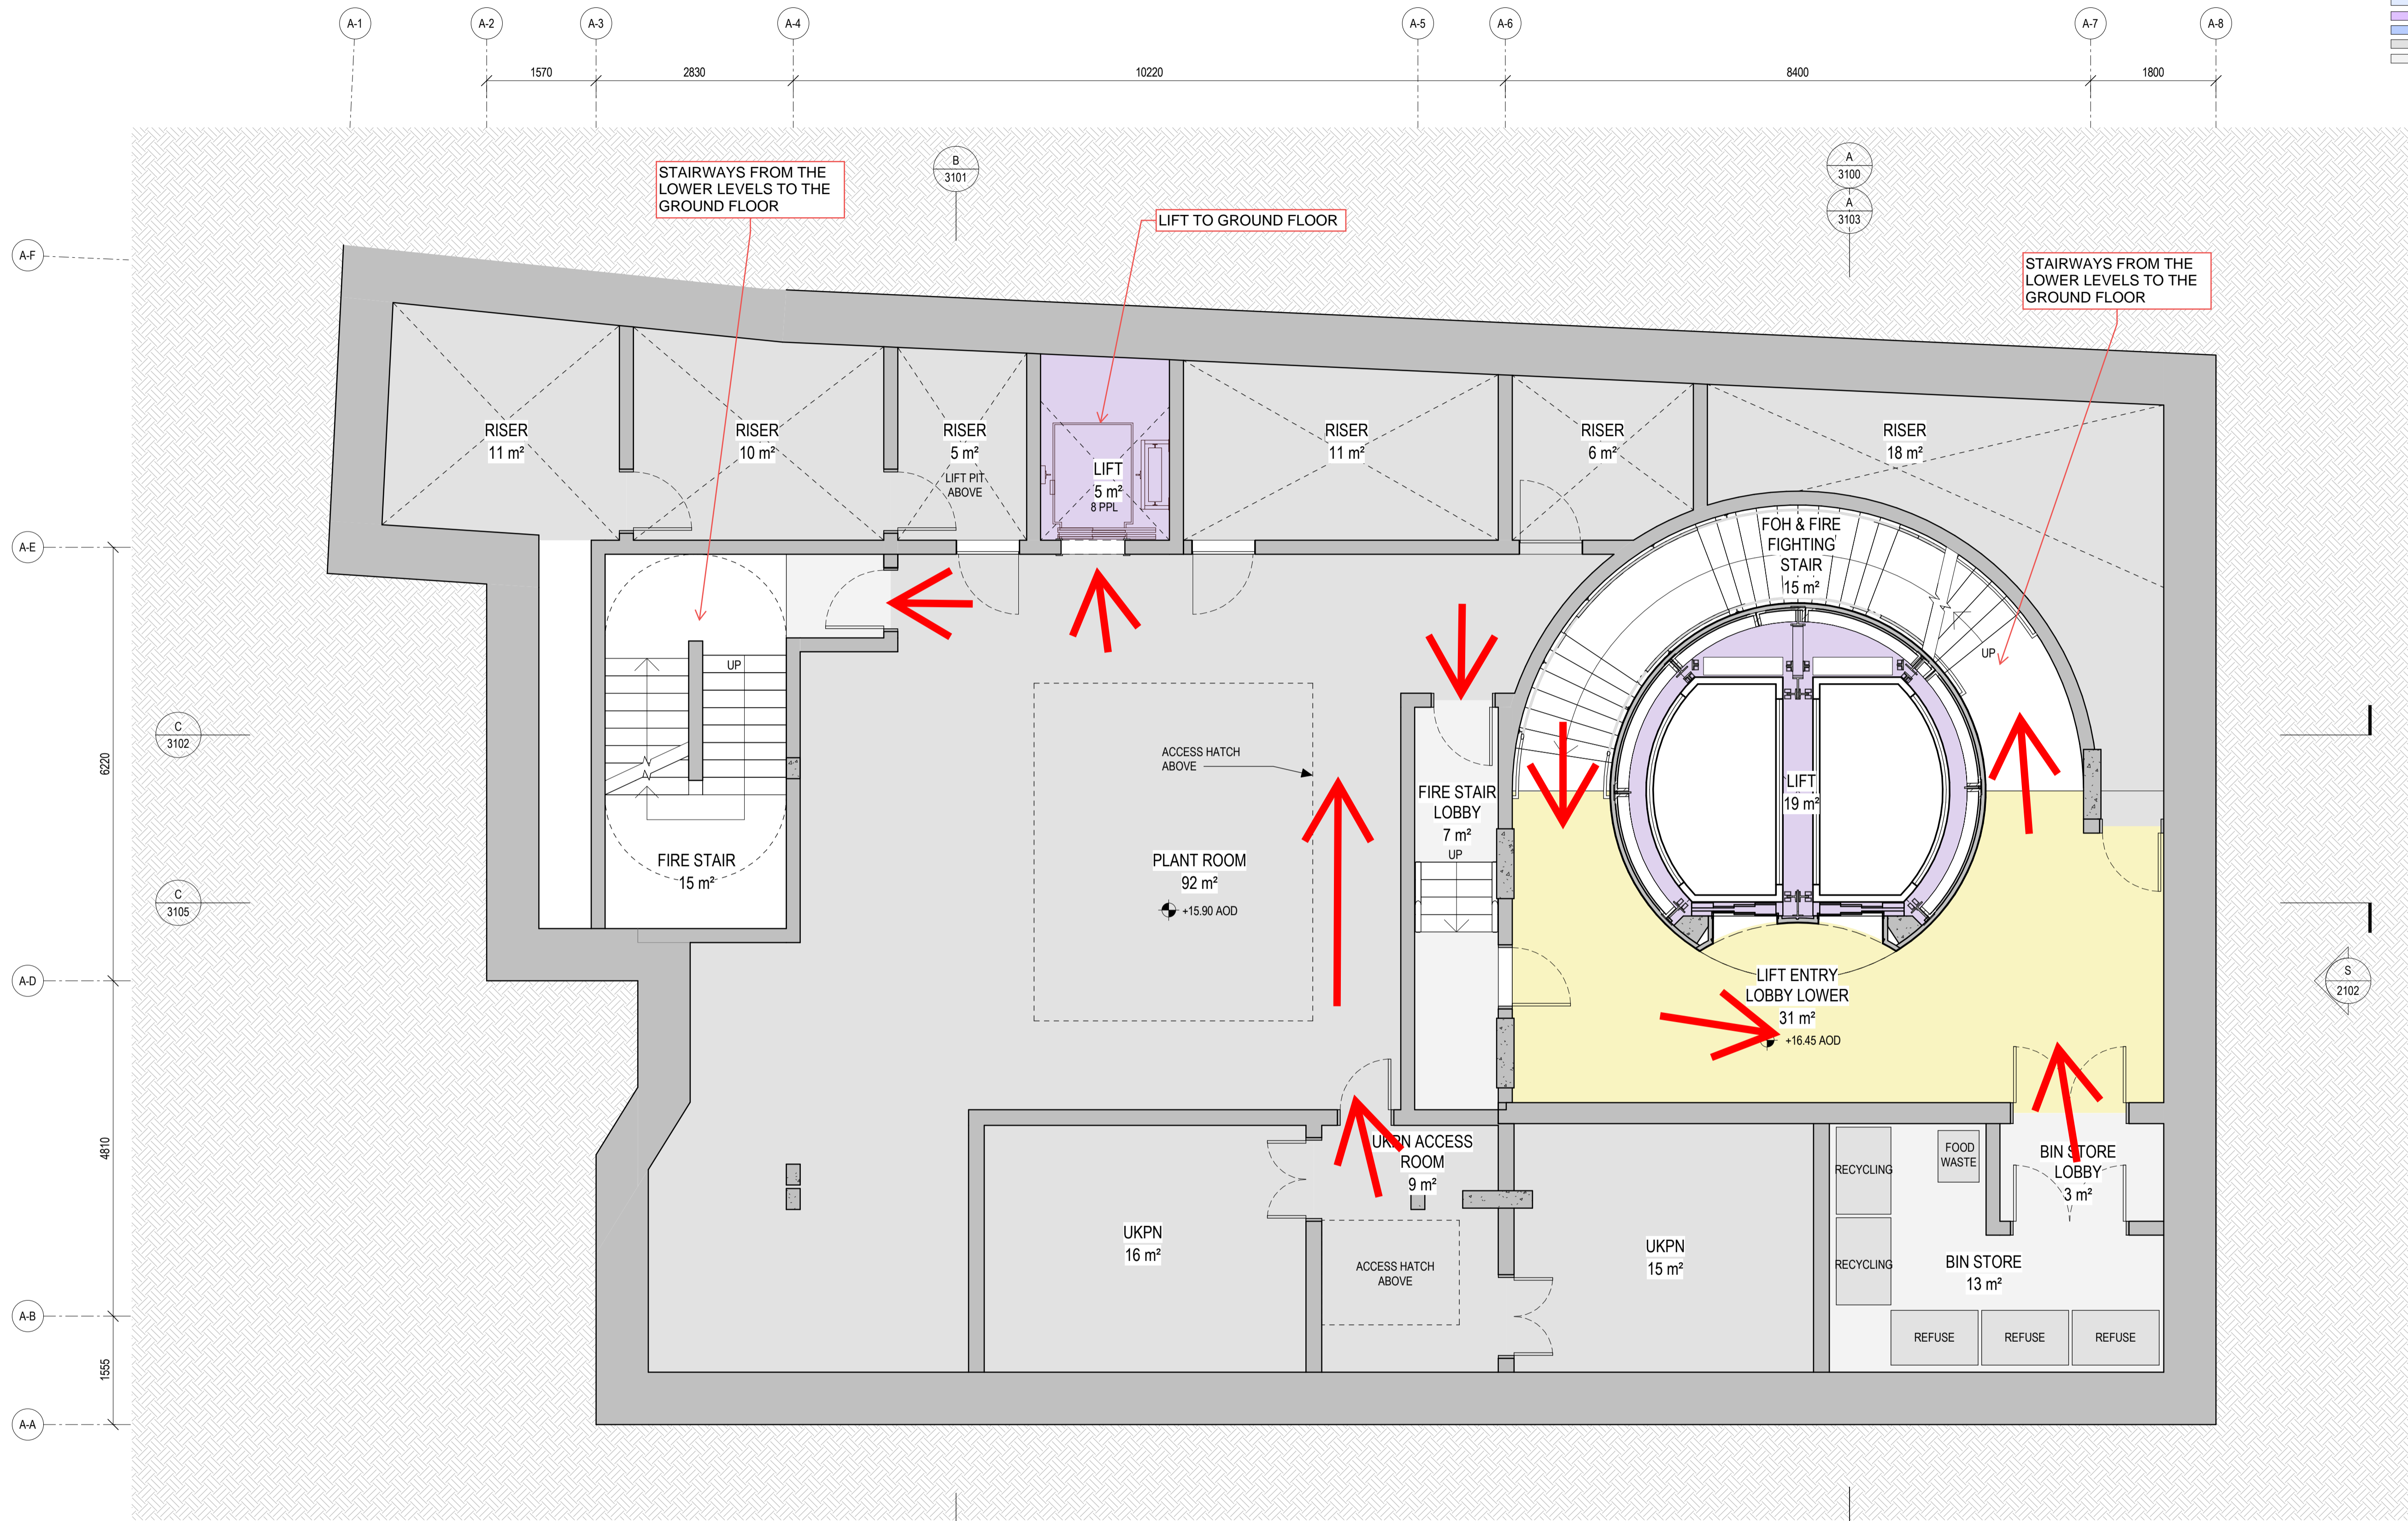 A-1
A-2
A-3
A-4
A-5
A-6
A-7
A-8
1570
2830
10220
8400
1800
STAIRWAYS FROM THE
LOWER LEVELS TO THE
GROUND FLOOR
B
3101
LIFT TO GROUND FLOOR
A
3100
A
3103
STAIRWAYS FROM THE
LOWER LEVELS TO THE
GROUND FLOOR
A-F
RISER
11 m²
RISER
10 m²
RISER
5 m²
LIFT PIT
ABOVE
LIFT
5 m²
8 PPL
RISER
11 m²
RISER
6 m²
RISER
18 m²
A-E
FOH & FIRE
FIGHTING
STAIR
15 m²
UP
UP
C
3102
6220
ACCESS HATCH
ABOVE
FIRE STAIR
LOBBY
7 m²
UP
LIFT
19 m²
FIRE STAIR
15 m²
PLANT ROOM
92 m²
+15.90 AOD
C
3105
A-D
LIFT ENTRY
LOBBY LOWER
31 m²
+16.45 AOD
S
2102
4810
UKPN ACCESS
ROOM
9 m²
RECYCLING
FOOD
WASTE
BIN STORE
LOBBY
3 m²
UKPN
16 m²
ACCESS HATCH
ABOVE
UKPN
15 m²
RECYCLING
BIN STORE
13 m²
A-B
REFUSE
REFUSE
REFUSE
1555
A-A